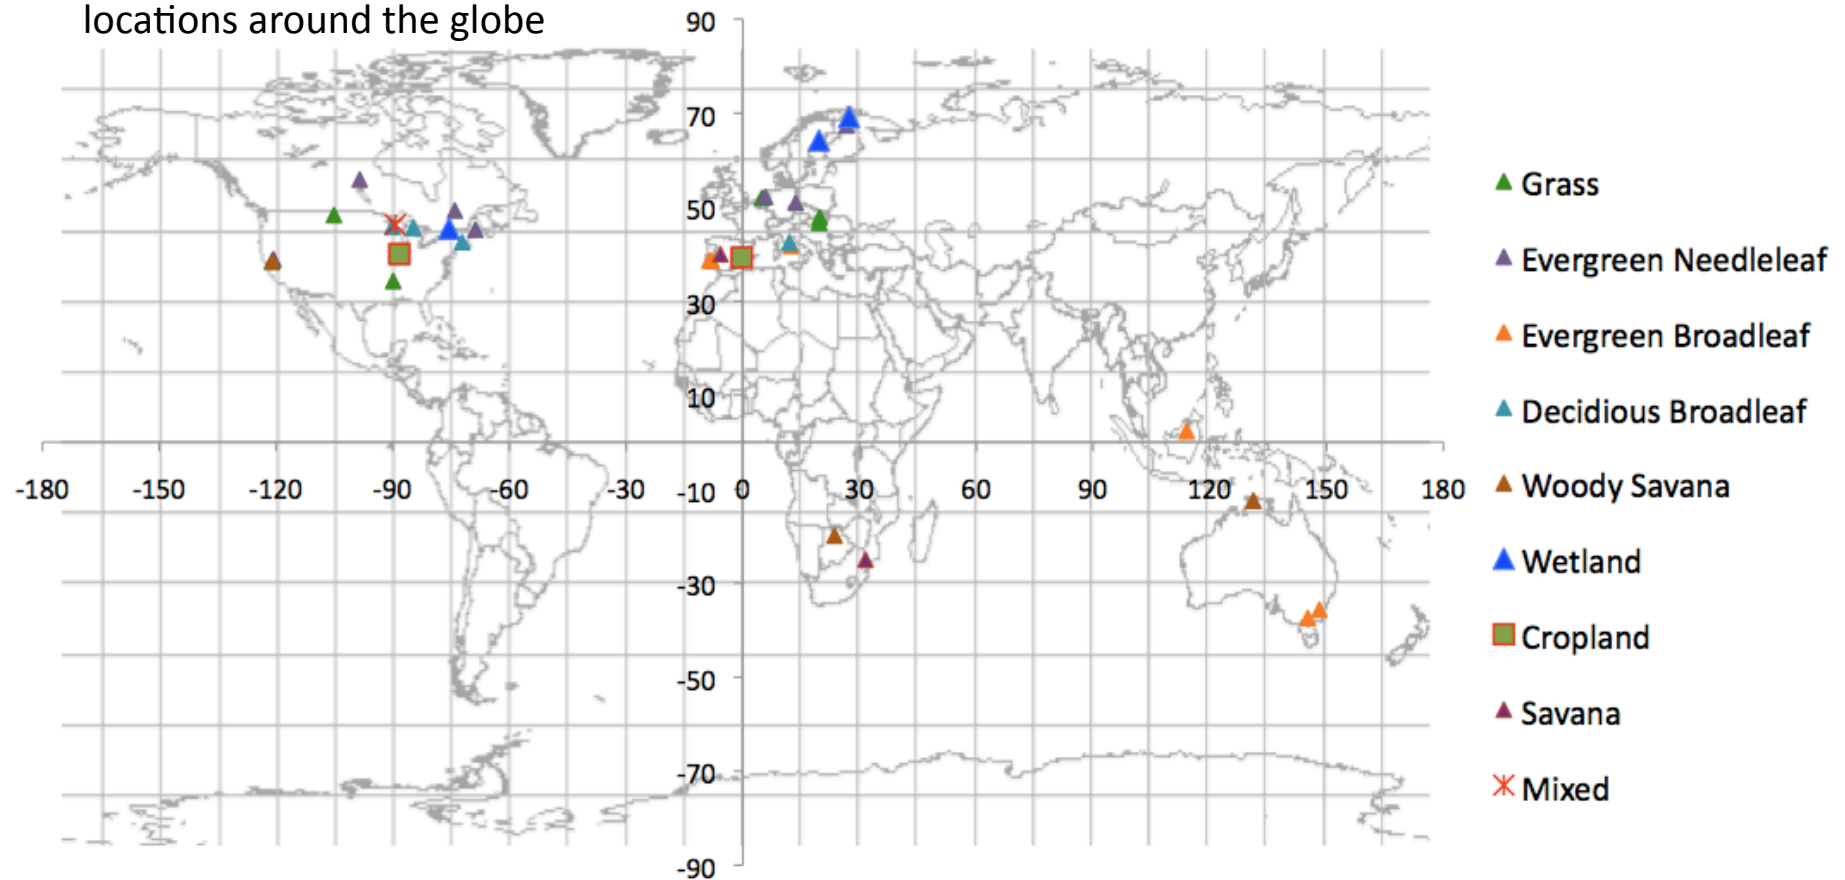 locations around the globe
90
70
50
30
10
-180 -150 -120 -90 -60 -30 -10 0 30 60 90 120 150 180
-30
-50
-70
-90
Grass
Evergreen Needleleaf
Evergreen Broadleaf
Decidious Broadleaf
Woody Savana
Wetland
Cropland
Savana
Mixed